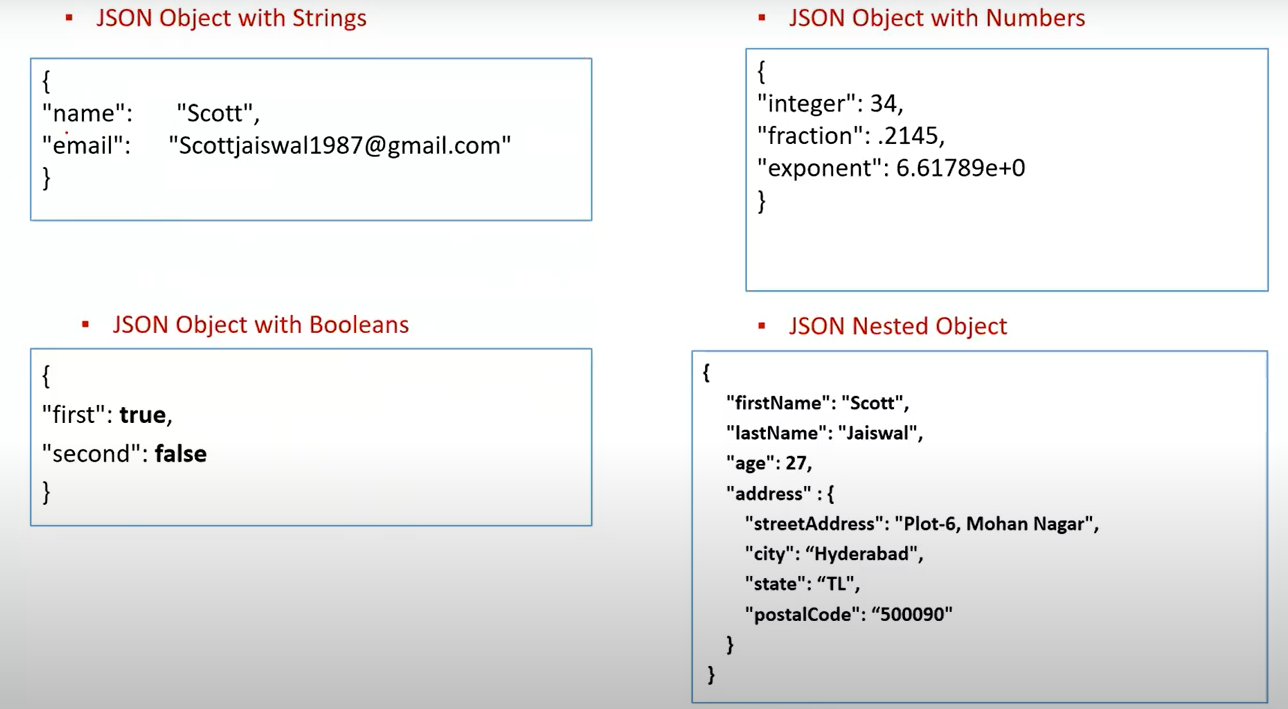 ▪ JSON Object with Strings
{
"name": "Scott",
"email": "Scottjaiswal1987@gmail.com"
}
▪ JSON Object with Numbers
{
"integer": 34,
"fraction": .2145,
"exponent": 6.61789e+0
}
▪ JSON Object with Booleans
{
"first": true,
"second": false
}
▪ JSON Nested Object
{
"firstName": "Scott",
"lastName": "Jaiswal",
"age": 27,
"address" : {
"streetAddress": "Plot-6, Mohan Nagar",
"city": “Hyderabad",
"state": “TL",
"postalCode": “500090"
}
}